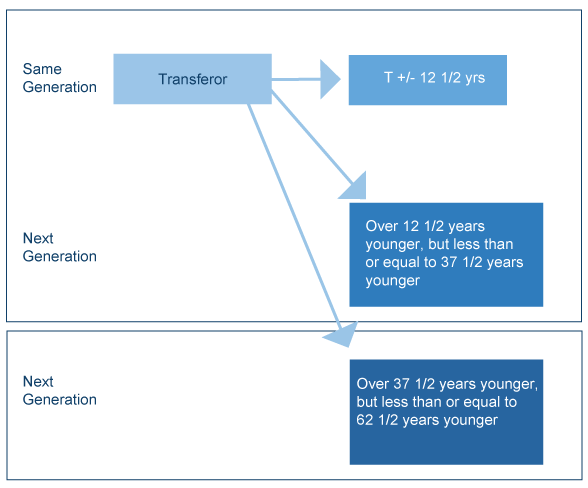 Same
Generation
Transferor
T +/- 12 1/2 yrs
Next
Generation
Over 12 1/2 years
younger, but less than
or equal to 37 1/2 years
younger
Next
Generation
Over 37 1/2 years younger,
but less than or equal to
62 1/2 years younger